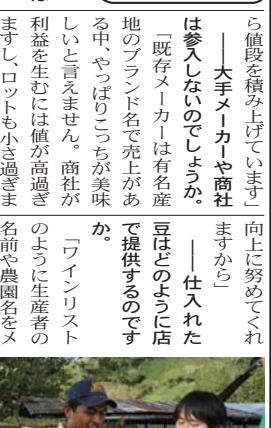 ら値段を積み上げています」
――大手メーカーや商社
は参入しないのでしょうか。
「既存メーカーは有名産
地のブランド名で売上があ
る中、やっぱりこっちが美味
しいと言えません。商社が
利益を生むには値が高過ぎ
ますし、ロットも小さ過ぎま
向上に努めてくれ
ますから」
――仕入れた
豆はどのように店
で提供するのです
か。
「ワインリスト
のように生産者の
名前や農園名をメ